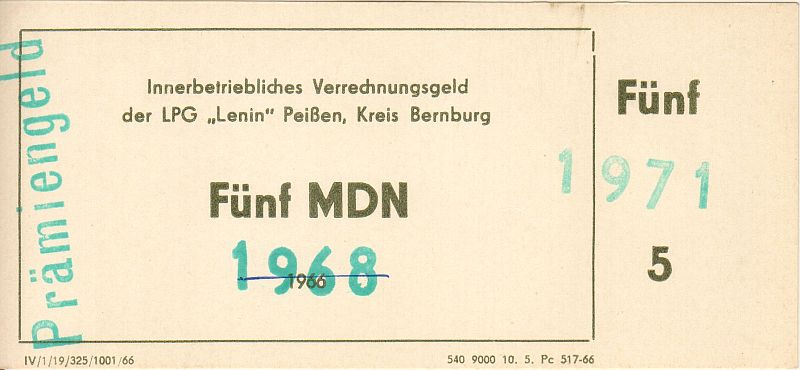 Prämiengeld
Innerbetriebliches Verrechnungsgeld
der LPG „Lenin" Peißen, Kreis Bernburg
Fünf MDN
1968
1966
Fünf
1971
5
IV/1/19/325/1001/66
540 9000 10. 5. Pc 517-66